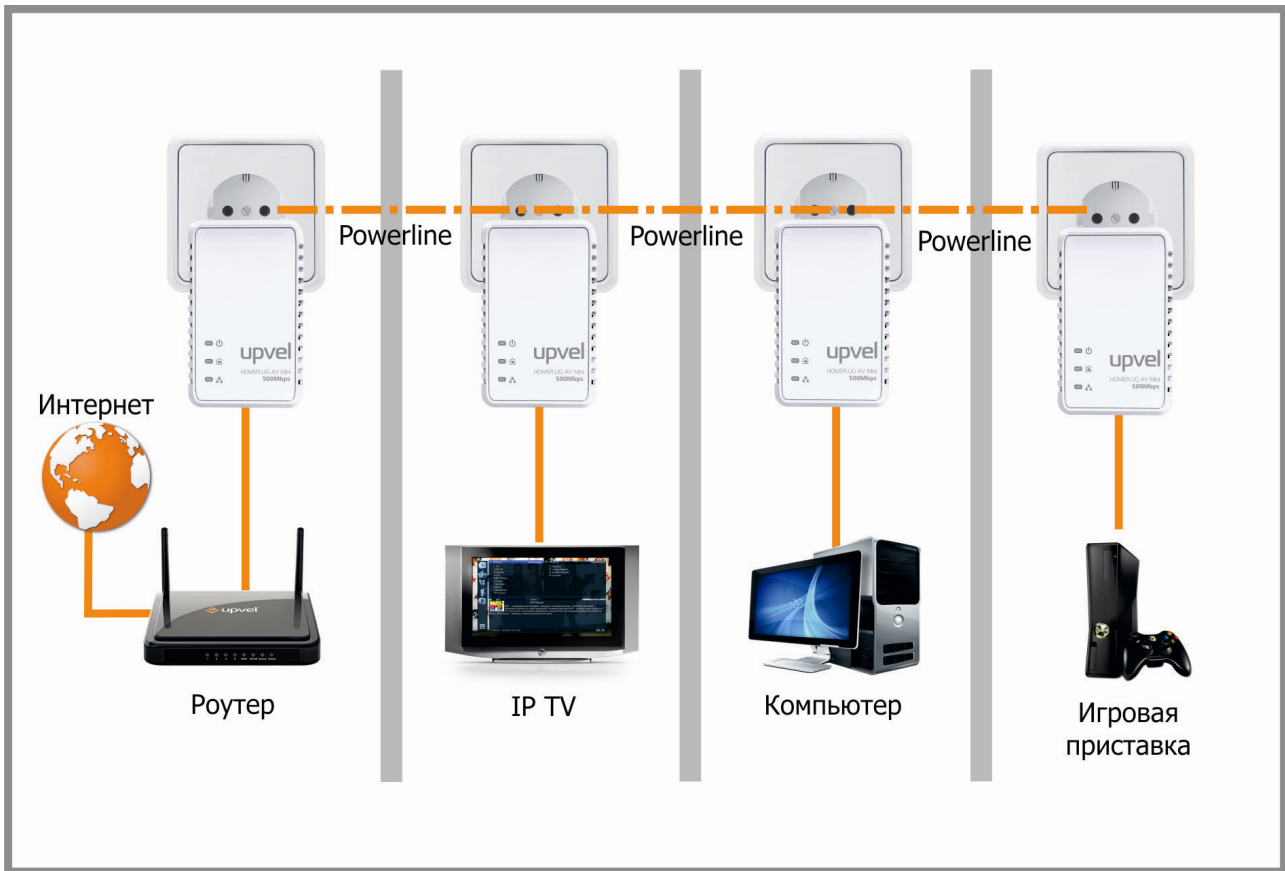 Powerline
Powerline
Powerline
upvel
HOMEPLUG AV Mini
500Mbps
upvel
HOMEPLUG AV Mini
500Mbps
upvel
HOMEPLUG AV Mini
500Mbps
upvel
HOMEPLUG AV Mini
500Mbps
Интернет
upvel
Роутер
IP TV
Компьютер
Игровая
приставка